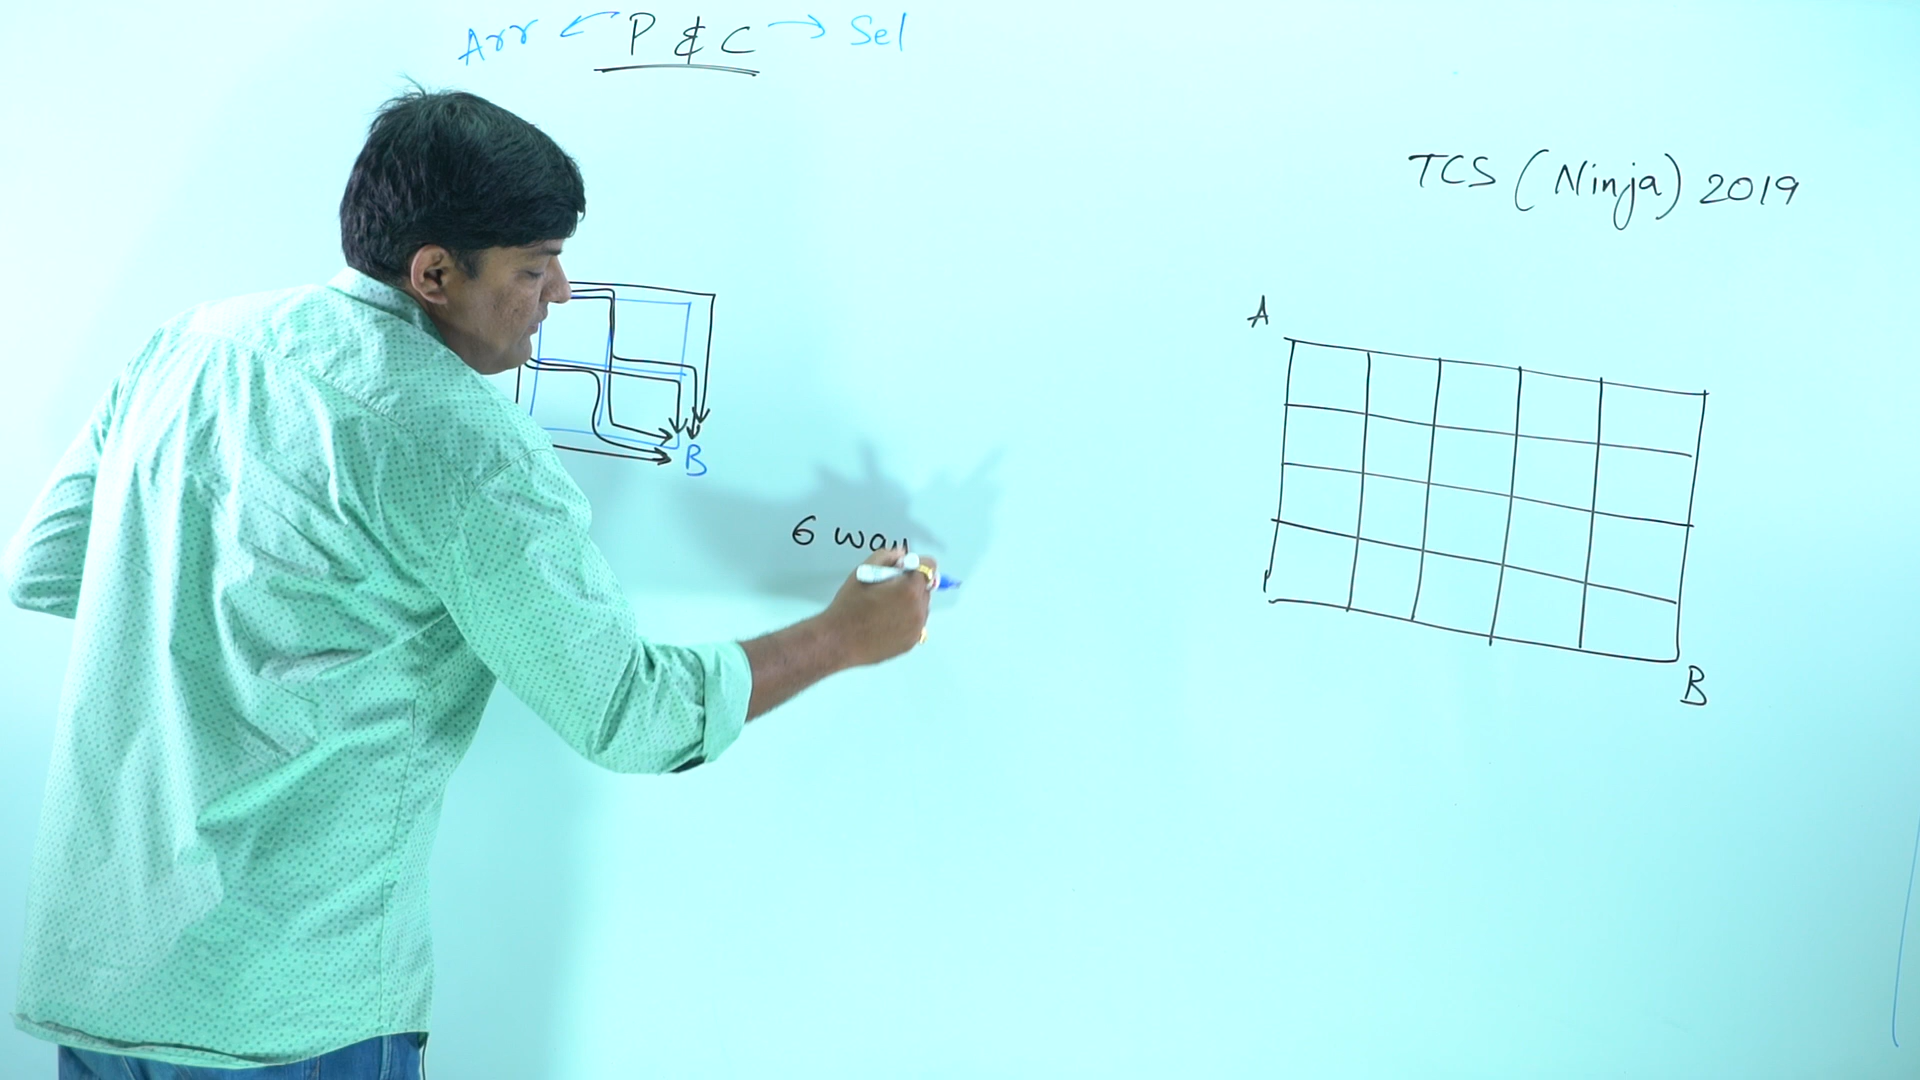 Arr ← P & C → Sel
TCS (Ninja) 2019
A
B
6 way
B